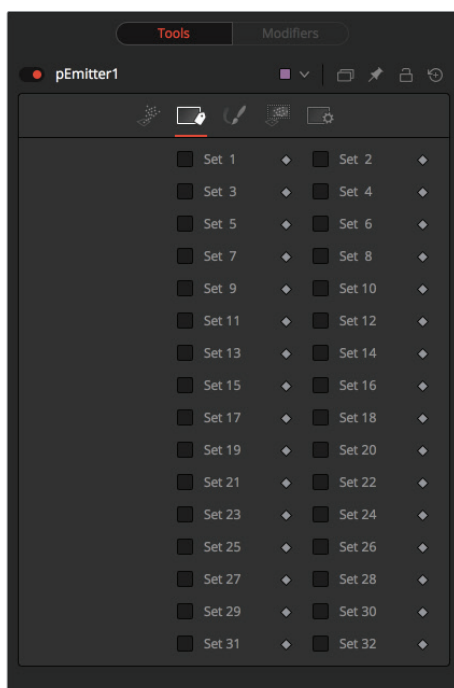 Tools Modifiers
pEmitter1
Set 1 Set 2
Set 3 Set 4
Set 5 Set 6
Set 7 Set 8
Set 9 Set 10
Set 11 Set 12
Set 13 Set 14
Set 15 Set 16
Set 17 Set 18
Set 19 Set 20
Set 21 Set 22
Set 23 Set 24
Set 25 Set 26
Set 27 Set 28
Set 29 Set 30
Set 31 Set 32